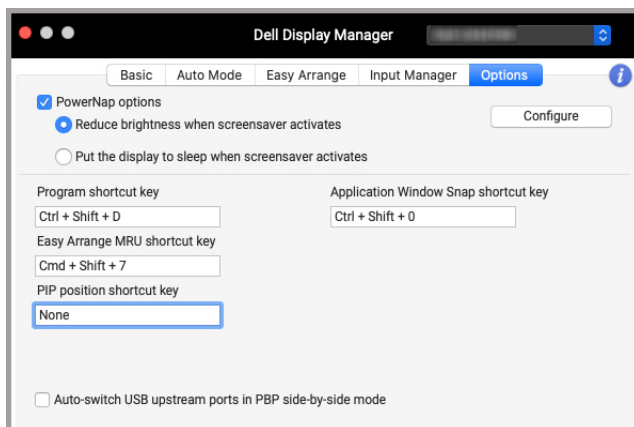 Dell Display Manager
Basic Auto Mode Easy Arrange Input Manager Options i
PowerNap options
Configure
Reduce brightness when screensaver activates
Put the display to sleep when screensaver activates
Program shortcut key
Ctrl + Shift + D
Easy Arrange MRU shortcut key
Cmd + Shift + 7
PIP position shortcut key
None
Application Window Snap shortcut key
Ctrl + Shift + 0
Auto-switch USB upstream ports in PBP side-by-side mode